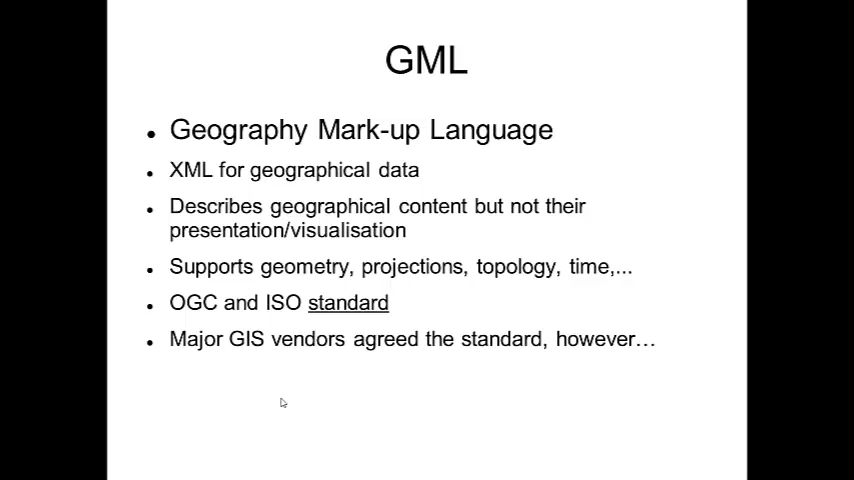 GML
• Geography Mark-up Language
• XML for geographical data
• Describes geographical content but not their
presentation/visualisation
• Supports geometry, projections, topology, time,...
• OGC and ISO standard
• Major GIS vendors agreed the standard, however…